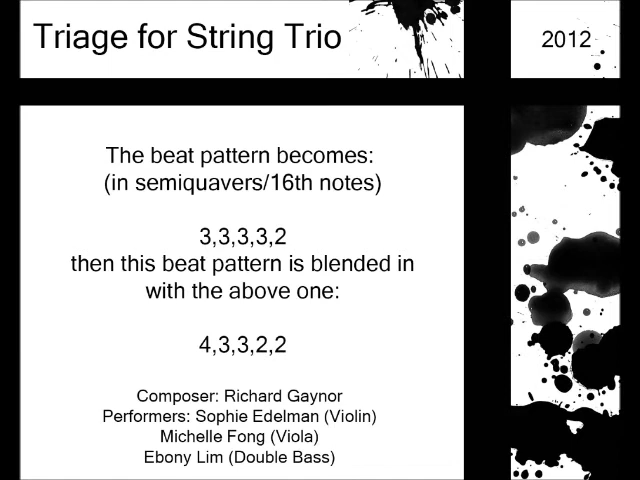 Triage for String Trio
2012
The beat pattern becomes:
(in semiquavers/16th notes)
3,3,3,3,2
then this beat pattern is blended in
with the above one:
4,3,3,2,2
Composer: Richard Gaynor
Performers: Sophie Edelman (Violin)
Michelle Fong (Viola)
Ebony Lim (Double Bass)